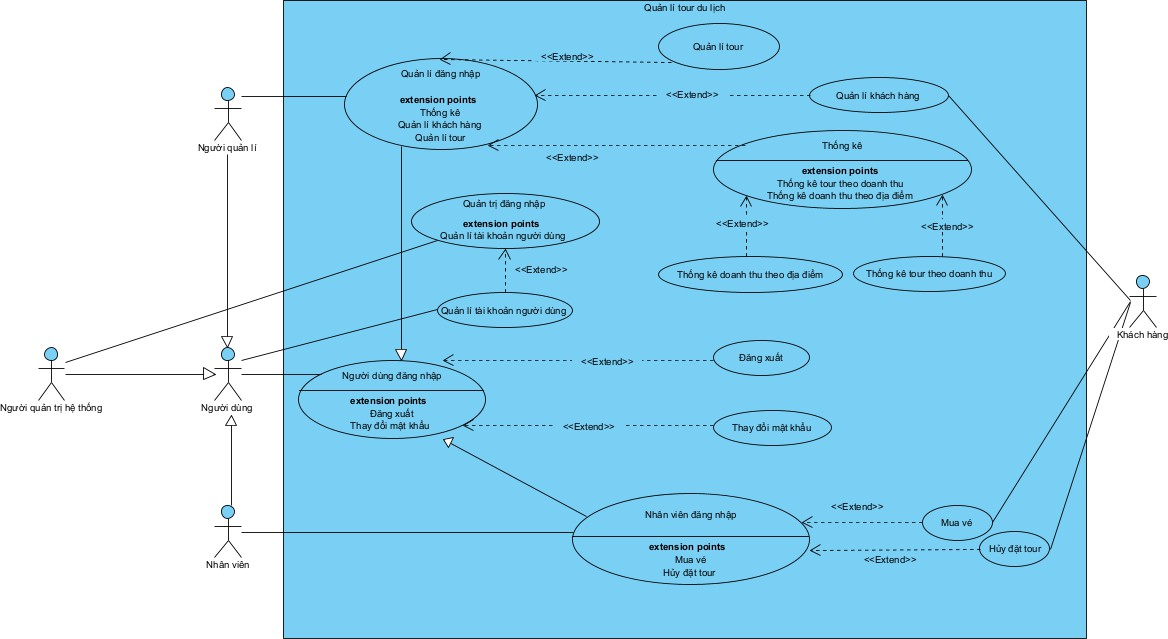 Quản lí tour du lịch
Quản lí tour
<<Extend>>
Quản lí đăng nhập
extension points
Thống kê
Quản lí khách hàng
Quản lí tour
<<Extend>>
Quản lí khách hàng
Người quản lí
<<Extend>>
Thống kê
extension points
Thống kê tour theo doanh thu
Thống kê doanh thu theo địa điểm
Quản trị đăng nhập
extension points
Quản lí tài khoản người dùng
<<Extend>>
<<Extend>>
<<Extend>>
Thống kê doanh thu theo địa điểm
Thống kê tour theo doanh thu
Quản lí tài khoản người dùng
Khách hàng
Người dùng đăng nhập
extension points
Đăng xuất
Thay đổi mật khẩu
<<Extend>>
Đăng xuất
Người quản trị hệ thống
Người dùng
<<Extend>>
Thay đổi mật khẩu
Nhân viên đăng nhập
extension points
Mua vé
Hủy đặt tour
<<Extend>>
Mua vé
Hủy đặt tour
<<Extend>>
Nhân viên